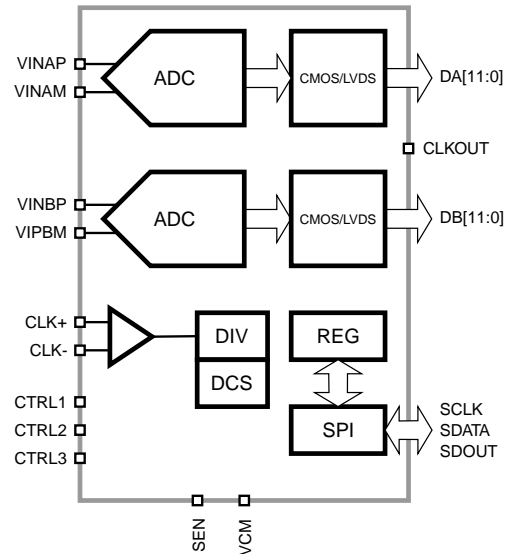 VINAP
VINAM
ADC
CMOS/LVDS
DA[11:0]
CLKOUT
VINBP
VIPBM
ADC
CMOS/LVDS
DB[11:0]
CLK+
CLK-
DIV
DCS
REG
CTRL1
CTRL2
CTRL3
SPI
SCLK
SDATA
SDOUT
SEN
VCM